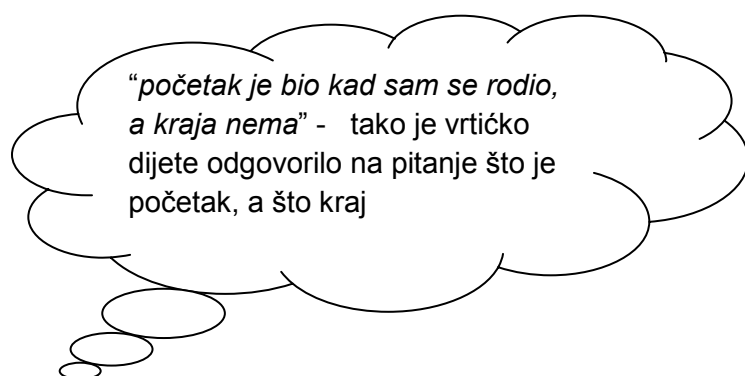 “početak je bio kad sam se rodio,
a kraja nema” - tako je vrtićko
dijete odgovorilo na pitanje što je
početak, a što kraj